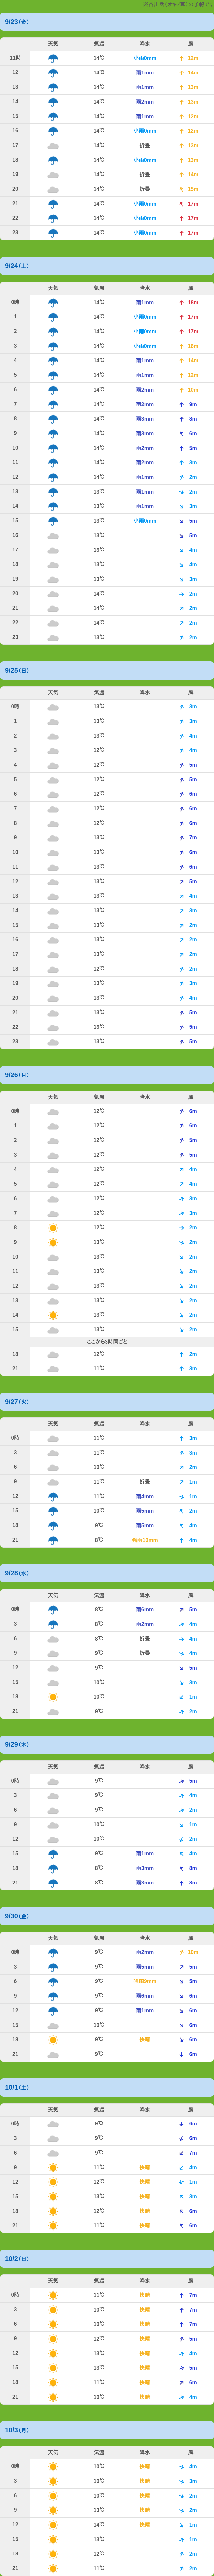 9/23(金)
天気 気温 降水 風
11時 14℃ 小雨0mm 12m
12 14℃ 雨1mm 14m
13 14℃ 雨1mm 13m
14 14℃ 雨2mm 13m
15 14℃ 雨1mm 12m
16 14℃ 小雨0mm 12m
17 14℃ 折曇 13m
18 14℃ 小雨0mm 13m
19 14℃ 折曇 14m
20 14℃ 折曇 15m
21 14℃ 小雨0mm 17m
22 14℃ 小雨0mm 17m
23 14℃ 小雨0mm 17m
9/24(土)
天気 気温 降水 風
0時 14℃ 雨1mm 18m
1 14℃ 小雨0mm 17m
2 14℃ 小雨0mm 17m
3 14℃ 小雨0mm 16m
4 14℃ 雨1mm 14m
5 14℃ 雨1mm 12m
6 14℃ 雨2mm 10m
7 14℃ 雨2mm 9m
8 14℃ 雨3mm 8m
9 14℃ 雨3mm 6m
10 14℃ 雨2mm 5m
11 14℃ 雨2mm 3m
12 14℃ 雨1mm 2m
13 13℃ 雨1mm 2m
14 13℃ 雨1mm 3m
15 13℃ 小雨0mm 5m
16 13℃ 5m
17 13℃ 4m
18 13℃ 4m
19 13℃ 3m
20 14℃ 2m
21 14℃ 2m
22 14℃ 2m
23 13℃ 2m
9/25(日)
天気 気温 降水 風
0時 13℃ 3m
1 13℃ 3m
2 13℃ 4m
3 12℃ 4m
4 12℃ 5m
5 12℃ 5m
6 12℃ 6m
7 12℃ 6m
8 12℃ 6m
9 13℃ 7m
10 13℃ 6m
11 13℃ 6m
12 13℃ 5m
13 13℃ 4m
14 13℃ 3m
15 13℃ 2m
16 13℃ 2m
17 13℃ 2m
18 12℃ 2m
19 13℃ 3m
20 13℃ 4m
21 13℃ 5m
22 13℃ 5m
23 13℃ 5m
9/26(月)
天気 気温 降水 風
0時 12℃ 6m
1 12℃ 6m
2 12℃ 5m
3 12℃ 5m
4 12℃ 4m
5 12℃ 4m
6 12℃ 3m
7 12℃ 3m
8 12℃ 2m
9 13℃ 2m
10 13℃ 2m
11 13℃ 2m
12 13℃ 2m
13 13℃ 2m
14 13℃ 2m
15 13℃ 2m
ここから3時間ごと
18 12℃ 2m
21 11℃ 3m
9/27(火)
天気 気温 降水 風
0時 11℃ 3m
3 11℃ 3m
6 10℃ 2m
9 11℃ 折曇 1m
12 11℃ 雨4mm 1m
15 10℃ 雨5mm 2m
18 9℃ 雨5mm 4m
21 8℃ 強雨10mm 4m
9/28(水)
天気 気温 降水 風
0時 8℃ 雨6mm 5m
3 8℃ 雨2mm 4m
6 8℃ 折曇 4m
9 9℃ 折曇 4m
12 9℃ 5m
15 10℃ 3m
18 10℃ 1m
21 9℃ 2m
9/29(木)
天気 気温 降水 風
0時 9℃ 5m
3 9℃ 4m
6 9℃ 2m
9 10℃ 1m
12 10℃ 2m
15 9℃ 雨1mm 4m
18 8℃ 雨3mm 8m
21 8℃ 雨3mm 8m
9/30(金)
天気 気温 降水 風
0時 9℃ 雨2mm 10m
3 9℃ 雨5mm 5m
6 9℃ 5m
9 9℃ 雨6mm 6m
12 9℃ 雨1mm 6m
15 10℃ 6m
18 9℃ 快晴 6m
21 9℃ 6m
10/1(土)
天気 気温 降水 風
0時 9℃ 6m
3 9℃ 6m
6 9℃ 7m
9 11℃ 快晴 4m
12 12℃ 快晴 1m
15 13℃ 快晴 3m
18 12℃ 快晴 6m
21 11℃ 快晴 6m
10/2(日)
天気 気温 降水 風
0時 11℃ 快晴 7m
3 10℃ 快晴 7m
6 10℃ 快晴 7m
9 12℃ 快晴 5m
12 13℃ 快晴 4m
15 13℃ 快晴 5m
18 11℃ 快晴 6m
21 10℃ 快晴 4m
10/3(月)
天気 気温 降水 風
0時 10℃ 快晴 4m
3 10℃ 快晴 3m
6 10℃ 快晴 2m
9 13℃ 快晴 2m
12 14℃ 快晴 1m
15 13℃ 1m
18 12℃ 2m
21 11℃ 2m